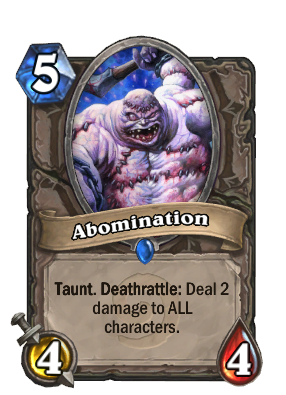 5
Abomination
Taunt. Deathrattle: Deal 2
damage to ALL
characters.
4
4